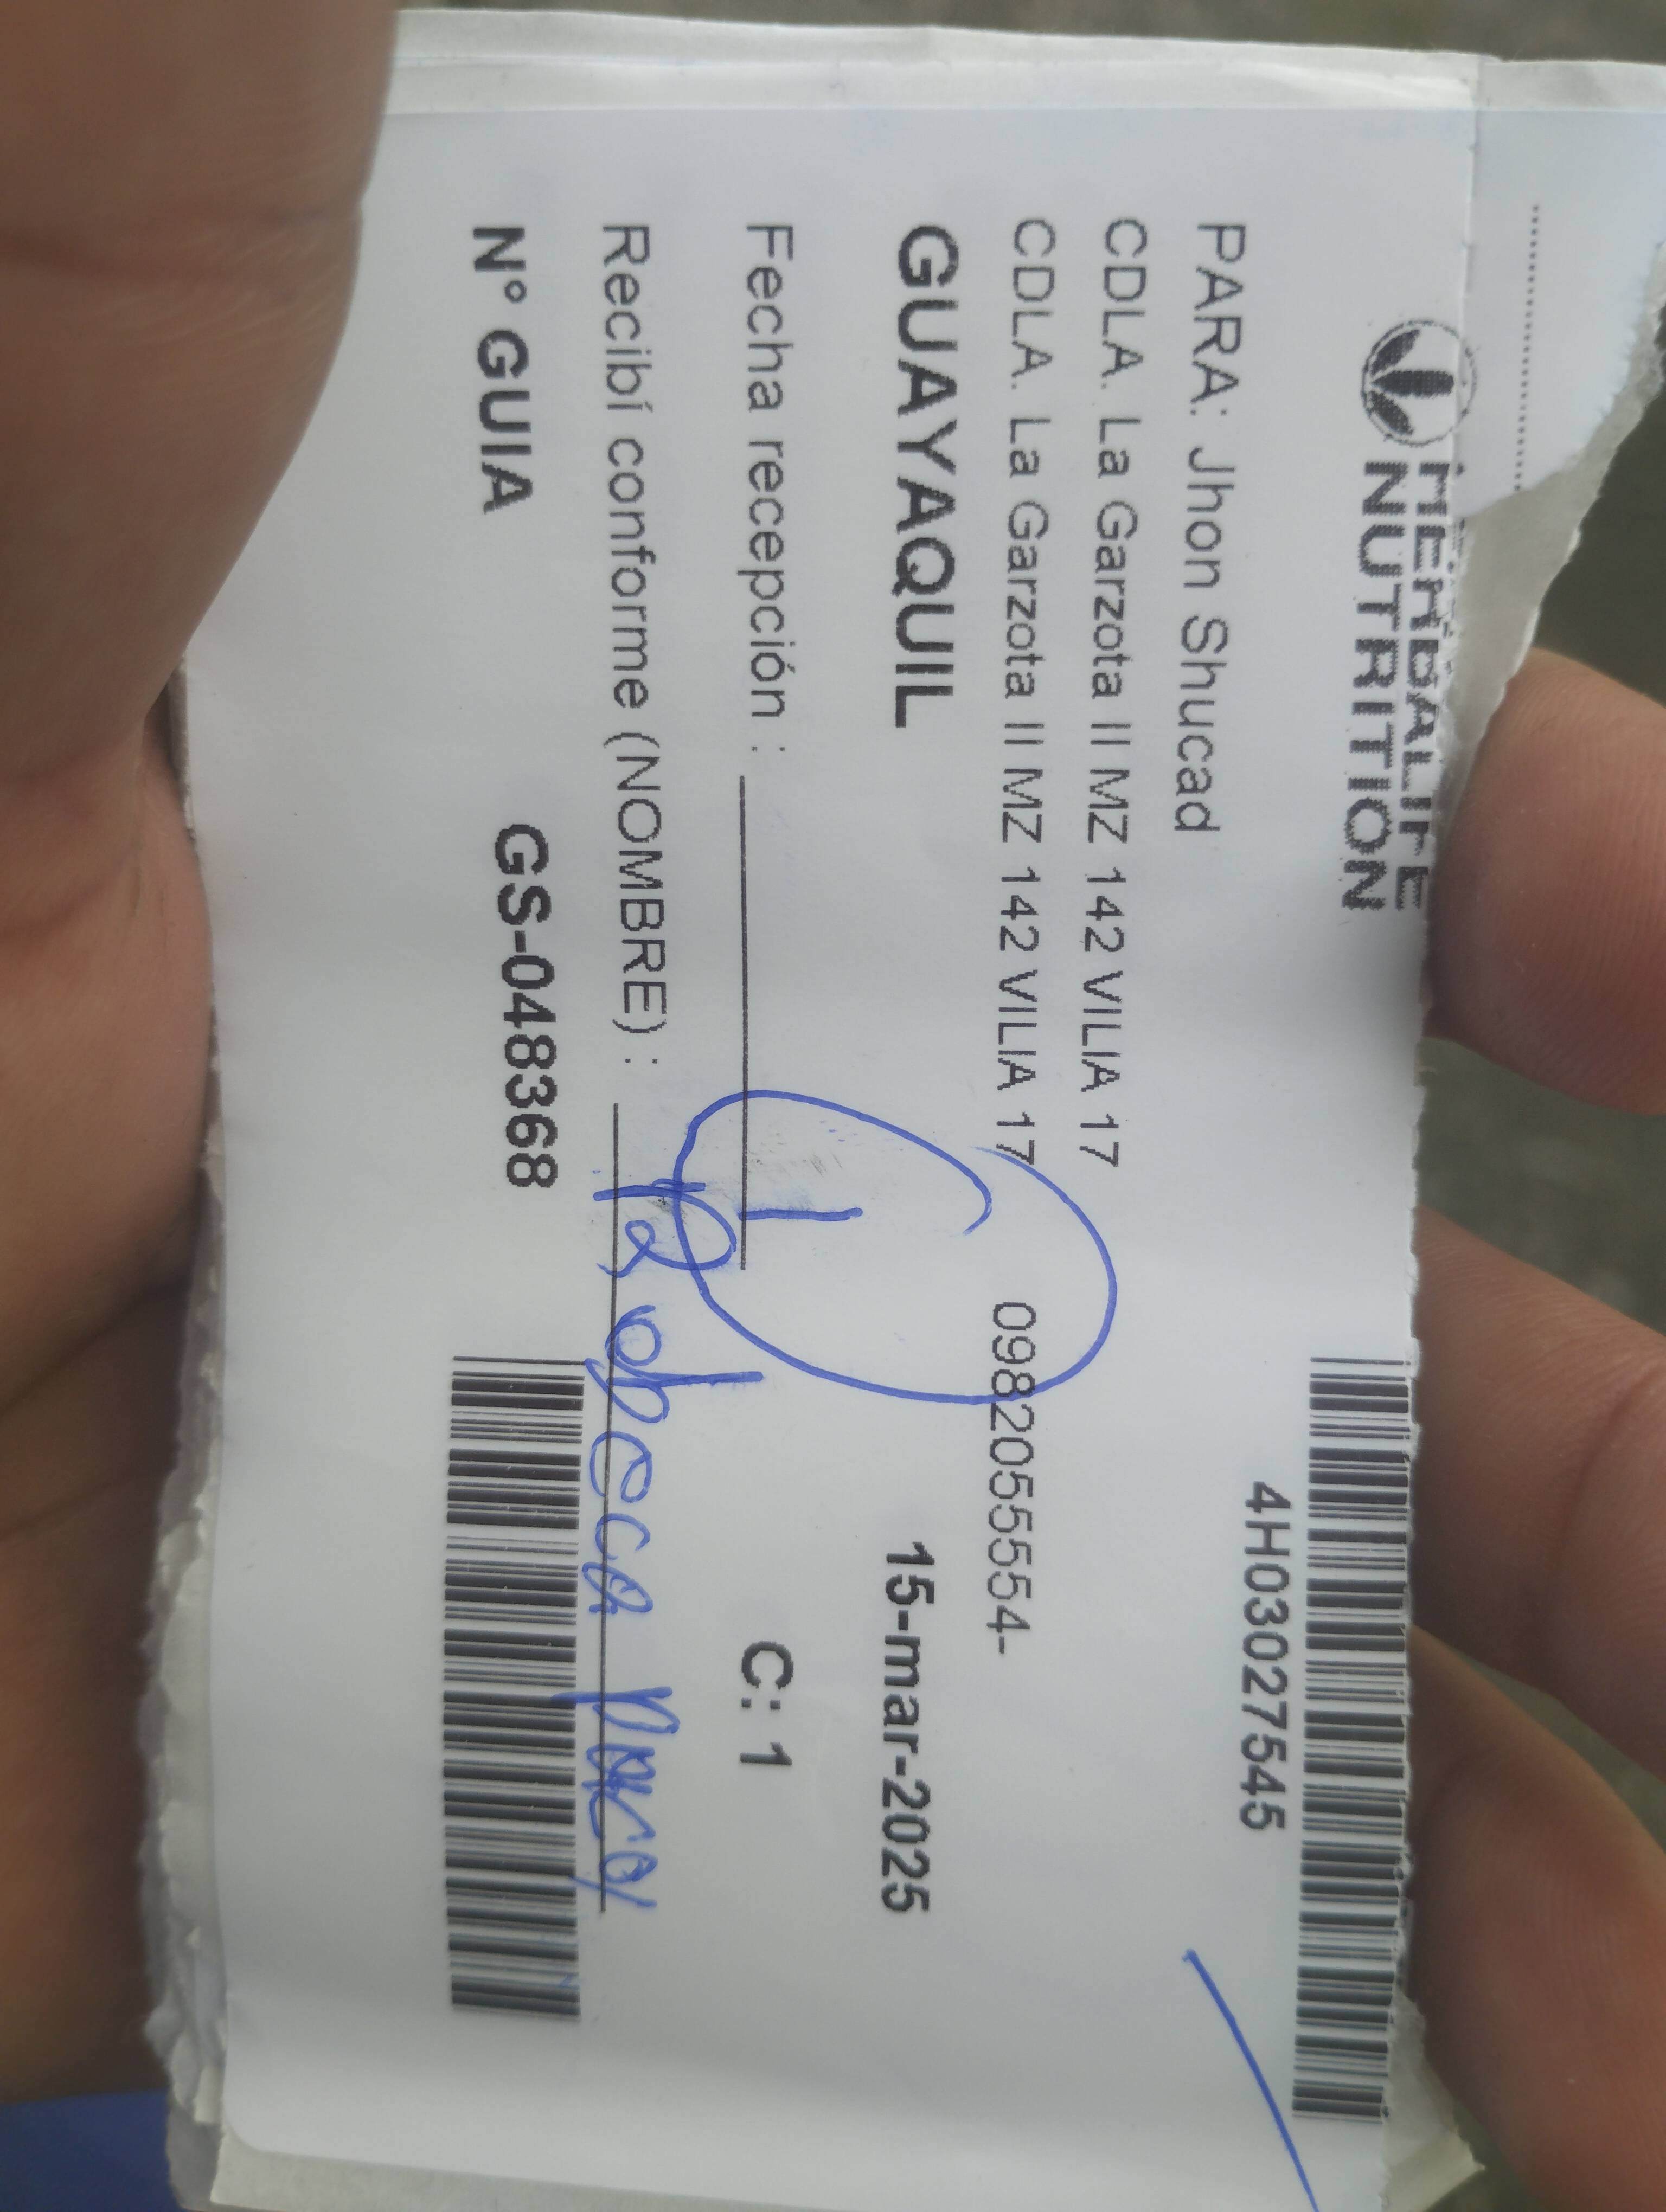 HERBALIFE
NUTRITION
4H03027545
PARA: Jhon Shucad
CDLA. La Garzota II MZ 142 VILIA 17
CDLA. La Garzota II MZ 142 VILIA 17 0982055554-
GUAYAQUIL 15-mar-2025
Fecha recepción : C: 1
Recibí conforme (NOMBRE) : Rebeca
N° GUIA GS-048368